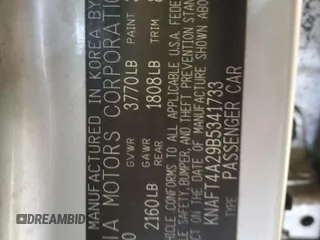 MANUFACTURED IN KOREA BY
IA MOTORS CORPORATION
GVWR 3770LB PAINT
2160LB GAWR REAR 1808LB TRIM
HICLE CONFORMS TO ALL APPLICABLE U.S.A. FEDE
SAFETY, BUMPER, AND THEFT PREVENTION STAN
ON THE DATE OF MANUFACTURE SHOWN ABO
KNAFT4A29B5341733
TYPE PASSENGER CAR
DREAMBID